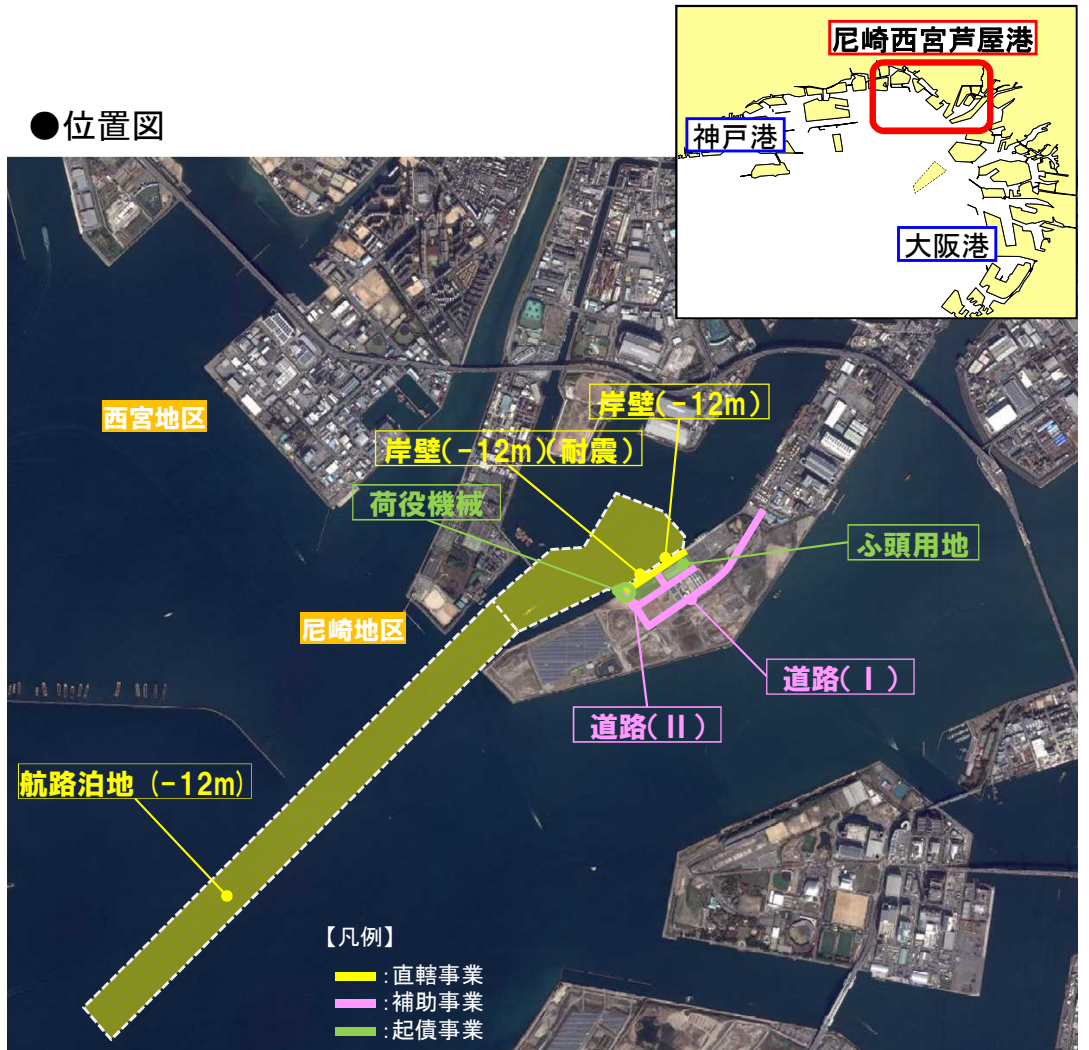 尼崎西宮芦屋港
●位置図
神戸港
大阪港
西宮地区
岸壁(-12m)
岸壁(-12m)(耐震)
荷役機械
ふ頭用地
尼崎地区
道路(Ⅰ)
道路(Ⅱ)
航路泊地(-12m)
【凡例】
:直轄事業
:補助事業
:起債事業